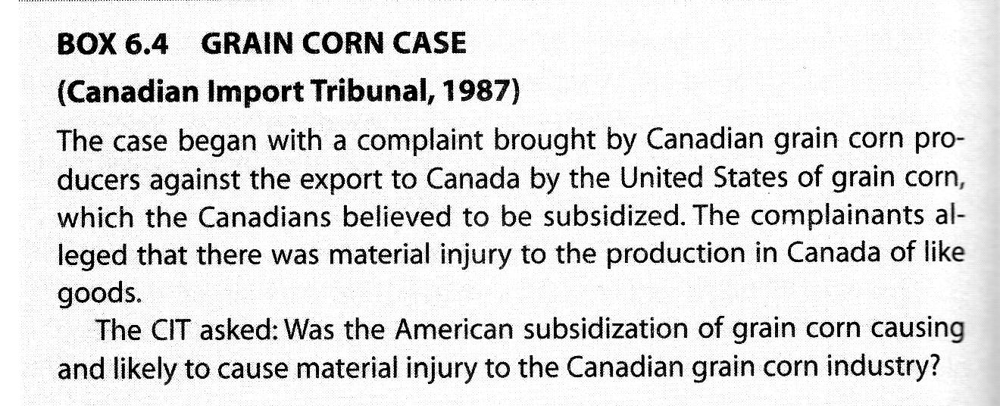 BOX 6.4 GRAIN CORN CASE
(Canadian Import Tribunal, 1987)
The case began with a complaint brought by Canadian grain corn pro-
ducers against the export to Canada by the United States of grain corn,
which the Canadians believed to be subsidized. The complainants al-
leged that there was material injury to the production in Canada of like
goods.
The CIT asked: Was the American subsidization of grain corn causing
and likely to cause material injury to the Canadian grain corn industry?